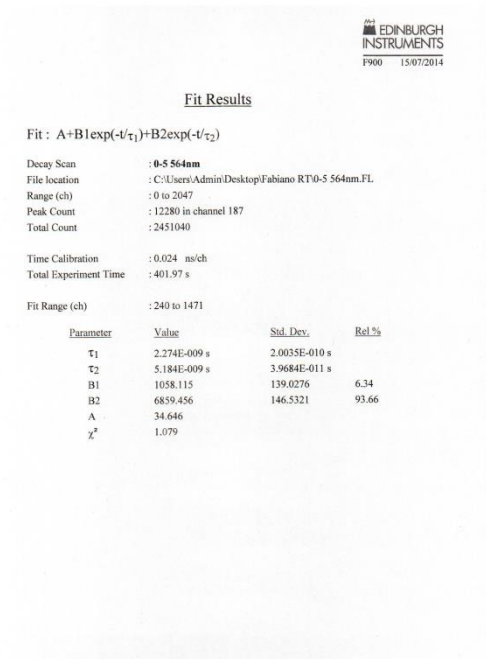 EDINBURGH
INSTRUMENTS
F900 15/07/2014
Fit Results
Fit : A+B1exp(-t/τ1)+B2exp(-t/τ2)
Decay Scan : 0-5 564nm
File location : C:\Users\Admin\Desktop\Fabiano RT\0-5 564nm.FL
Range (ch) : 0 to 2047
Peak Count : 12280 in channel 187
Total Count : 2451040
Time Calibration : 0.024 ns/ch
Total Experiment Time : 401.97 s
Fit Range (ch) : 240 to 1471
Parameter Value Std. Dev. Rel %
τ1 2.274E-009 s 2.0035E-010 s
τ2 5.184E-009 s 3.9684E-011 s
B1 1058.115 139.0276 6.34
B2 6859.456 146.5321 93.66
A 34.646
χ² 1.079